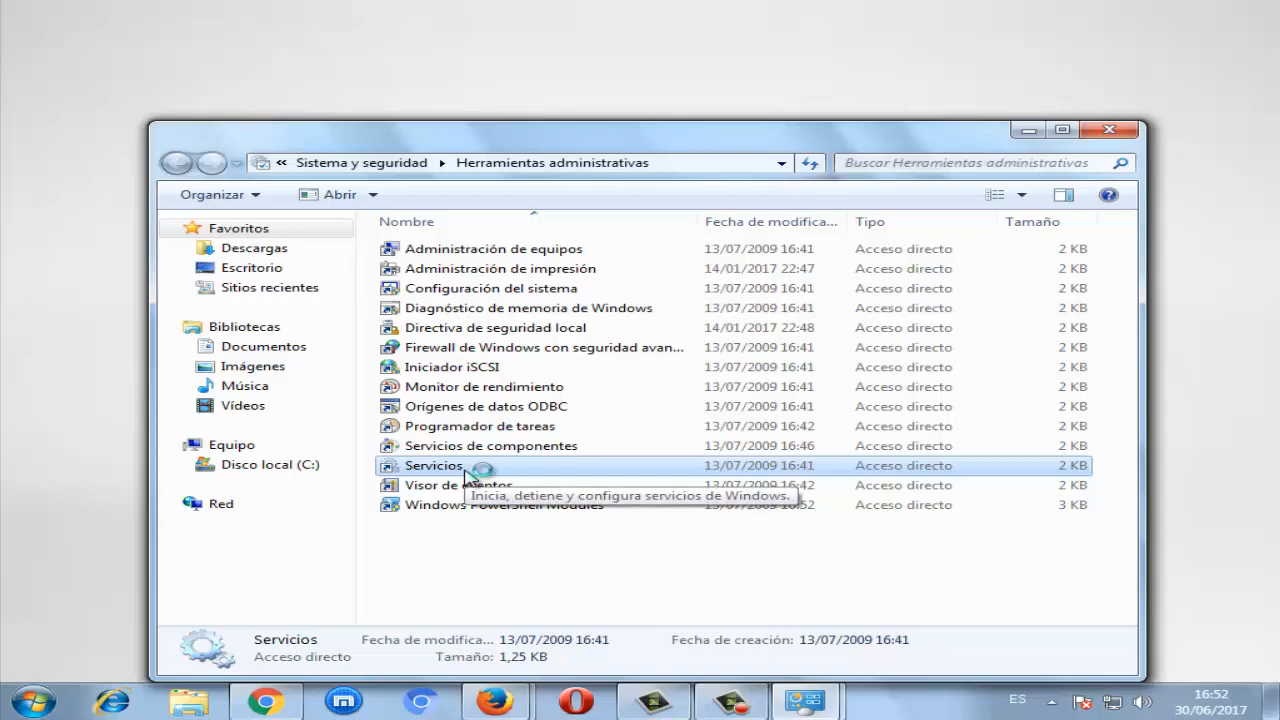 « Sistema y seguridad ▸ Herramientas administrativas Buscar Herramientas administrativas
Organizar Abrir
Nombre Fecha de modifica... Tipo Tamaño
Favoritos
Descargas
Escritorio
Sitios recientes
Bibliotecas
Documentos
Imágenes
Música
Vídeos
Equipo
Disco local (C:)
Red
Administración de equipos 13/07/2009 16:41 Acceso directo 2 KB
Administración de impresión 14/01/2017 22:47 Acceso directo 2 KB
Configuración del sistema 13/07/2009 16:41 Acceso directo 2 KB
Diagnóstico de memoria de Windows 13/07/2009 16:41 Acceso directo 2 KB
Directiva de seguridad local 14/01/2017 22:48 Acceso directo 2 KB
Firewall de Windows con seguridad avan... 13/07/2009 16:41 Acceso directo 2 KB
Iniciador iSCSI 13/07/2009 16:41 Acceso directo 2 KB
Monitor de rendimiento 13/07/2009 16:41 Acceso directo 2 KB
Orígenes de datos ODBC 13/07/2009 16:41 Acceso directo 2 KB
Programador de tareas 13/07/2009 16:42 Acceso directo 2 KB
Servicios de componentes 13/07/2009 16:46 Acceso directo 2 KB
Servicios 13/07/2009 16:41 Acceso directo 2 KB
Visor de eventos 13/07/2009 16:42 Acceso directo 2 KB
Inicia, detiene y configura servicios de Windows.
Windows PowerShell Modules 16:52 Acceso directo 3 KB
Servicios Fecha de modifica... 13/07/2009 16:41 Fecha de creación: 13/07/2009 16:41
Acceso directo Tamaño: 1,25 KB
ES 16:52
30/06/2017